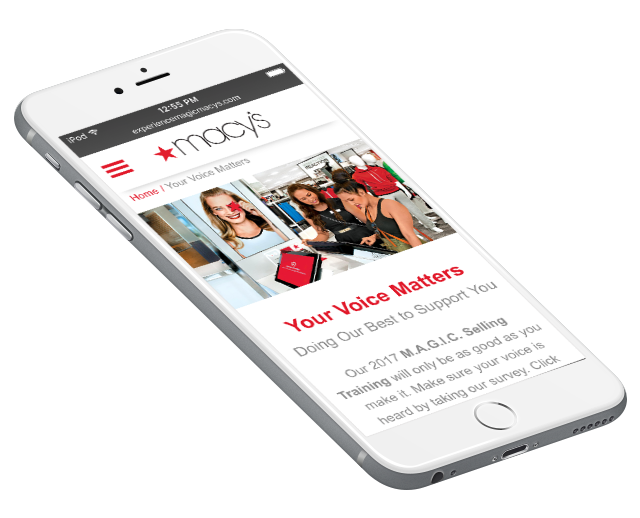 iPod 12:55 PM
experiencemagicmacys.com
macy's
Home / Your Voice Matters
Your Voice Matters
Doing Our Best to Support You
Our 2017 M.A.G.I.C. Selling
Training will only be as good as you
make it. Make sure your voice is
heard by taking our survey. Click